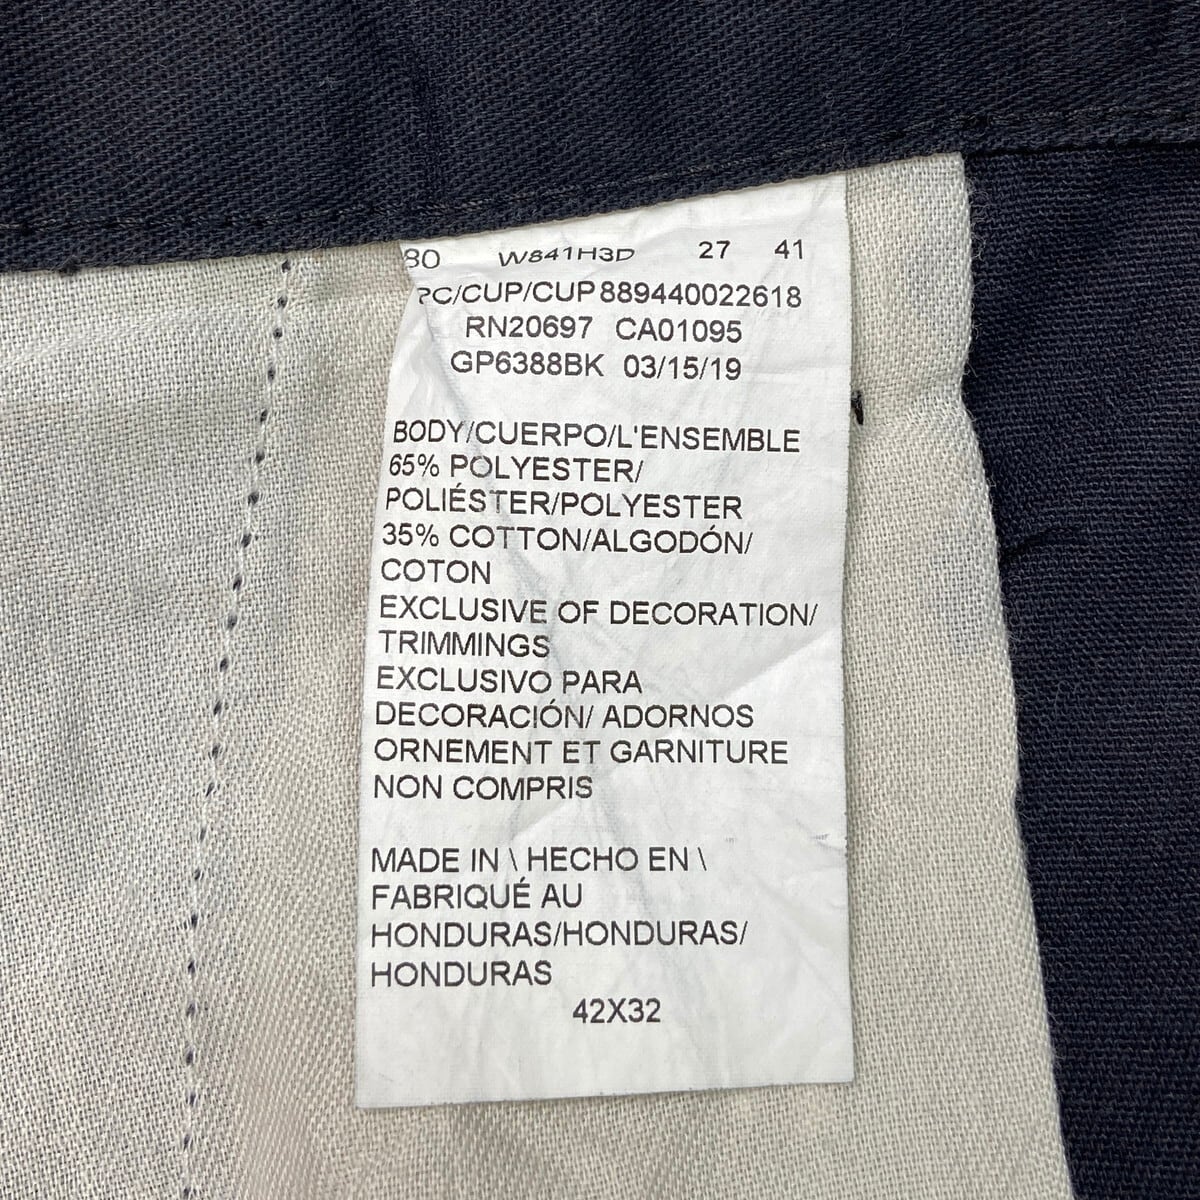 80 W841H3D 27 41
PC/CUP/CUP 889440022618
RN20697 CA01095
GP6388BK 03/15/19
BODY/CUERPO/L'ENSEMBLE
65% POLYESTER/
POLIÉSTER/POLYESTER
35% COTTON/ALGODÓN/
COTON
EXCLUSIVE OF DECORATION/
TRIMMINGS
EXCLUSIVO PARA
DECORACIÓN/ ADORNOS
ORNEMENT ET GARNITURE
NON COMPRIS
MADE IN \ HECHO EN \
FABRIQUÉ AU
HONDURAS/HONDURAS/
HONDURAS
42X32